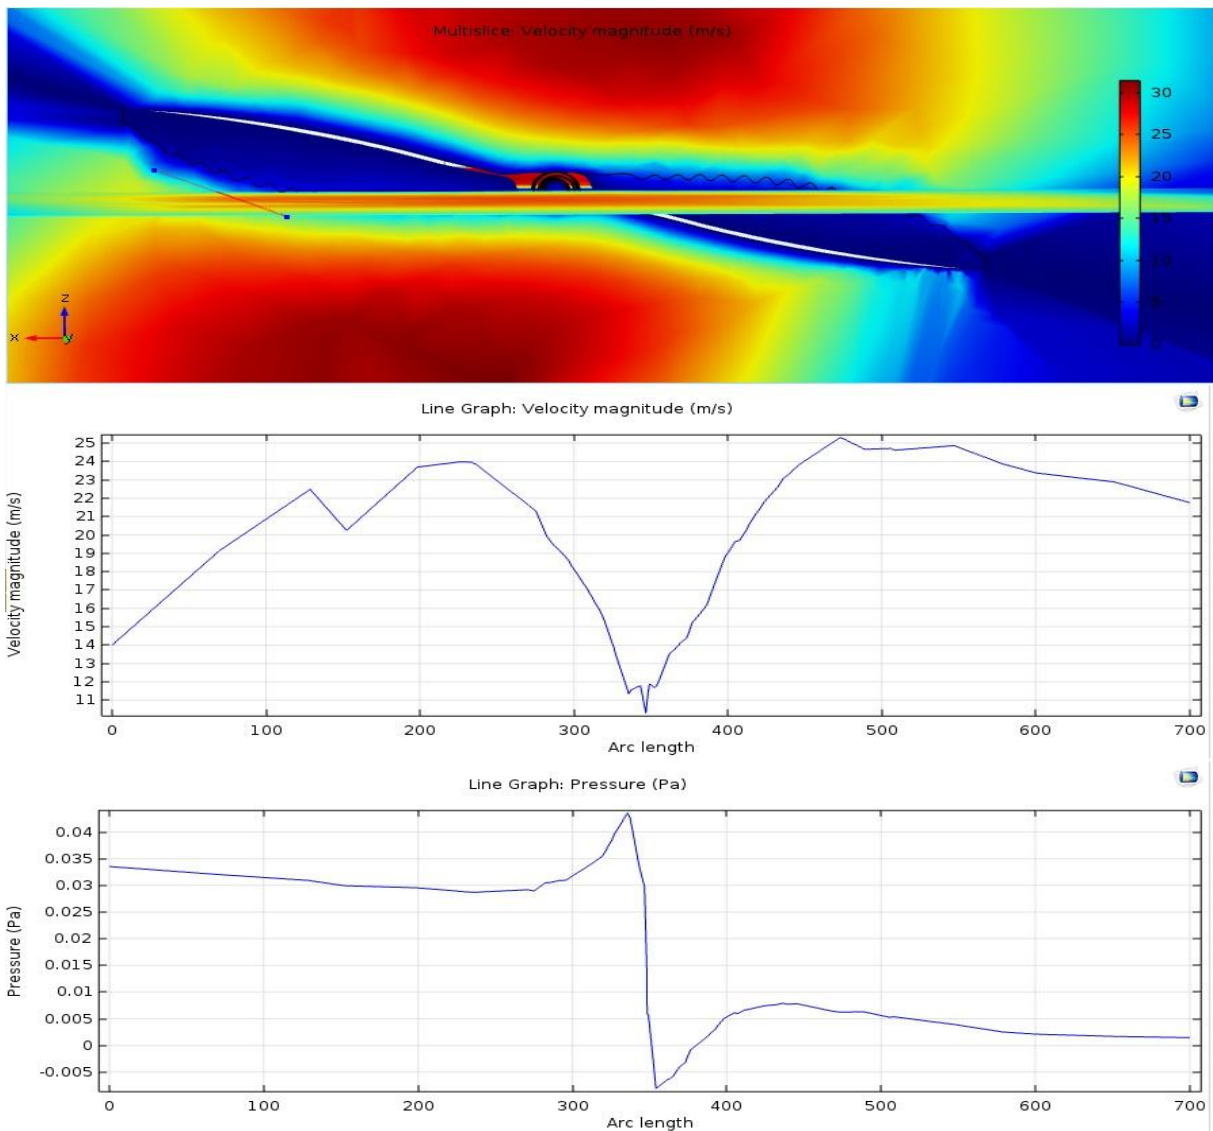 Multislice: Velocity magnitude (m/s)
30
25
20
15
10
5
0
z
x
y
Line Graph: Velocity magnitude (m/s)
Velocity magnitude (m/s)
25
24
23
22
21
20
19
18
17
16
15
14
13
12
11
0 100 200 300 400 500 600 700
Arc length
Line Graph: Pressure (Pa)
Pressure (Pa)
0.04
0.035
0.03
0.025
0.02
0.015
0.01
0.005
0
-0.005
0 100 200 300 400 500 600 700
Arc length